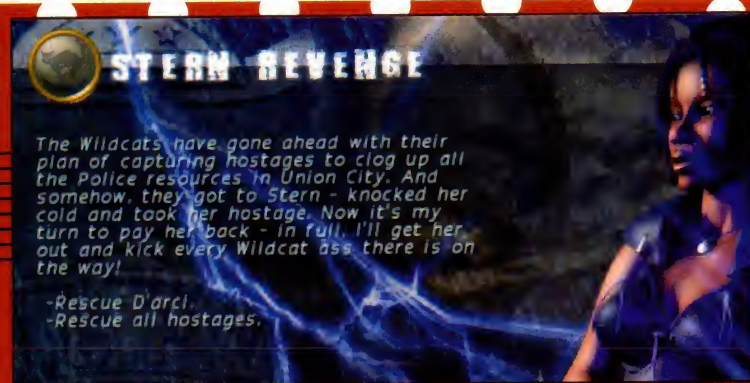 STERN REVENGE
The Wildcats have gone ahead with their
plan of capturing hostages to clog up all
the Police resources in Union City. And
somehow, they got to Stern - knocked her
cold and took her hostage. Now it's my
turn to pay her back - in full. I'll get her
out and kick every Wildcat ass there is on
the way!
-Rescue D'arci.
-Rescue all hostages.